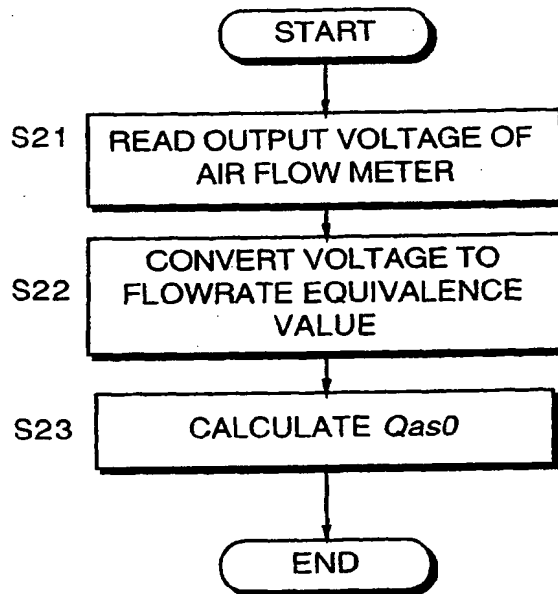 START
S21
READ OUTPUT VOLTAGE OF
AIR FLOW METER
S22
CONVERT VOLTAGE TO
FLOWRATE EQUIVALENCE
VALUE
S23
CALCULATE Qas0
END